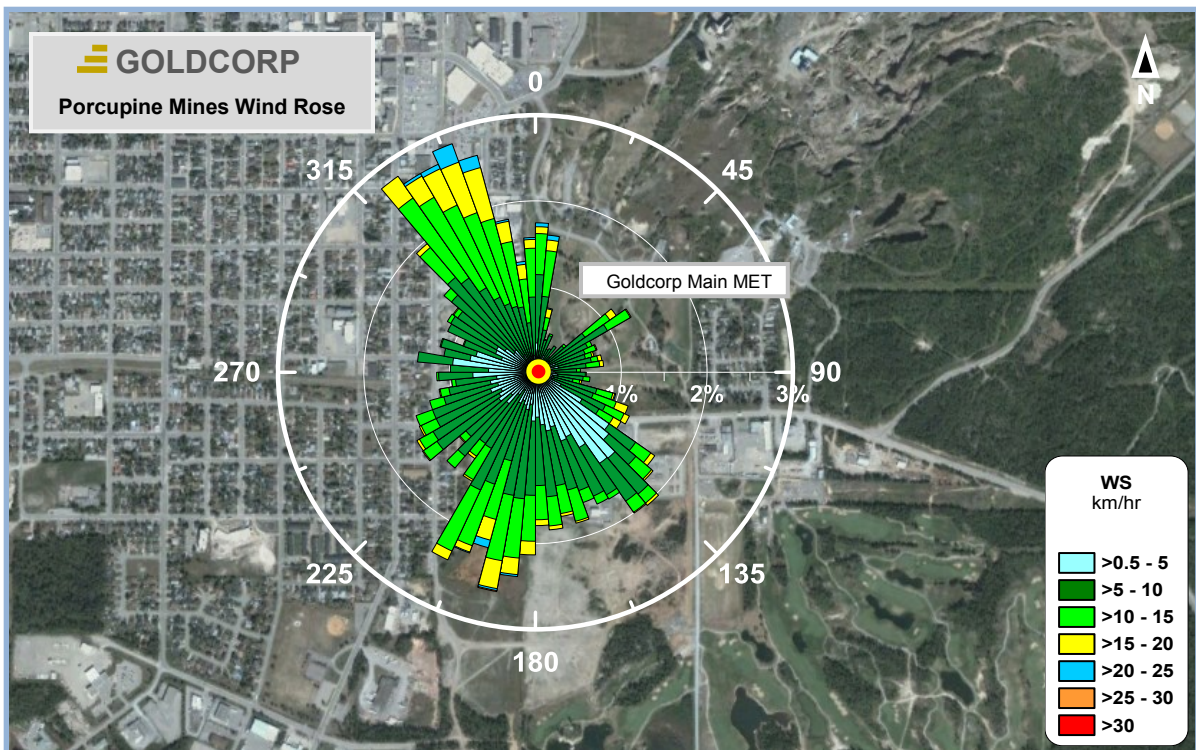 GOLDCORP
Porcupine Mines Wind Rose
N
0
315
45
Goldcorp Main MET
270
90
1%
2%
3%
225
135
180
WS
km/hr
>0.5 - 5
>5 - 10
>10 - 15
>15 - 20
>20 - 25
>25 - 30
>30